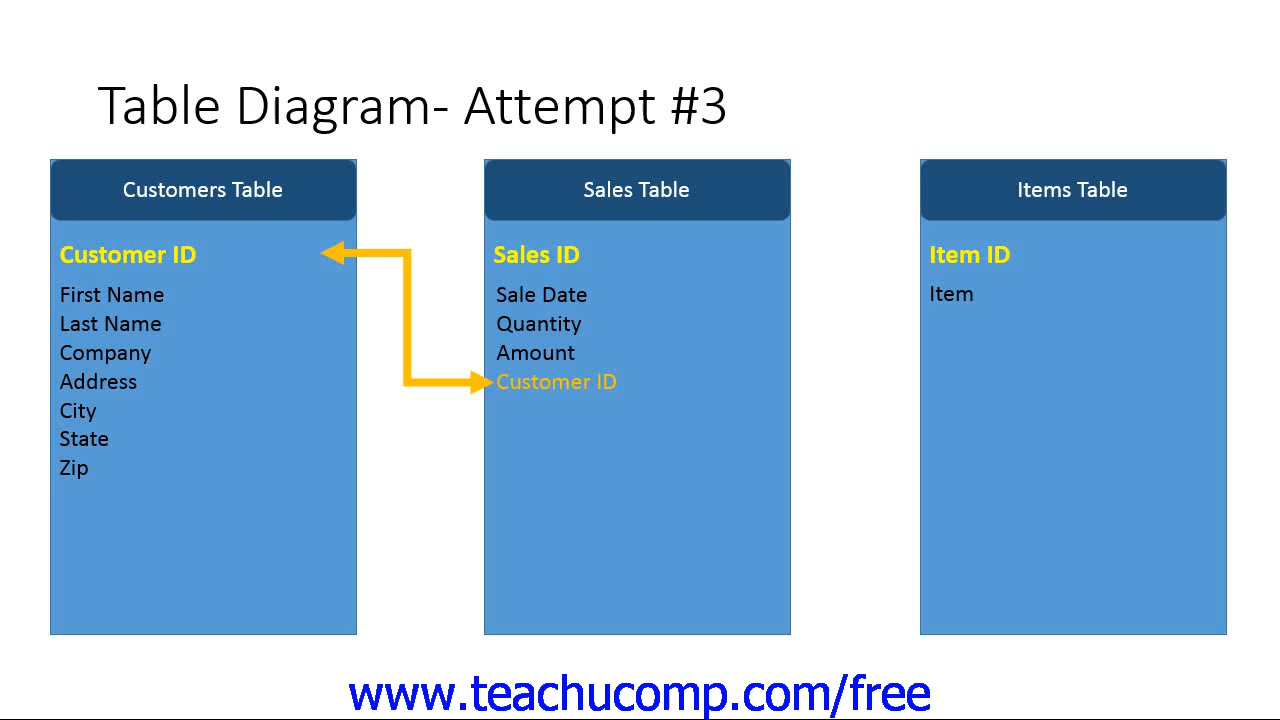 Table Diagram- Attempt #3
Customers Table
Customer ID
First Name
Last Name
Company
Address
City
State
Zip
Sales Table
Sales ID
Sale Date
Quantity
Amount
Customer ID
Items Table
Item ID
Item
www.teachucomp.com/free